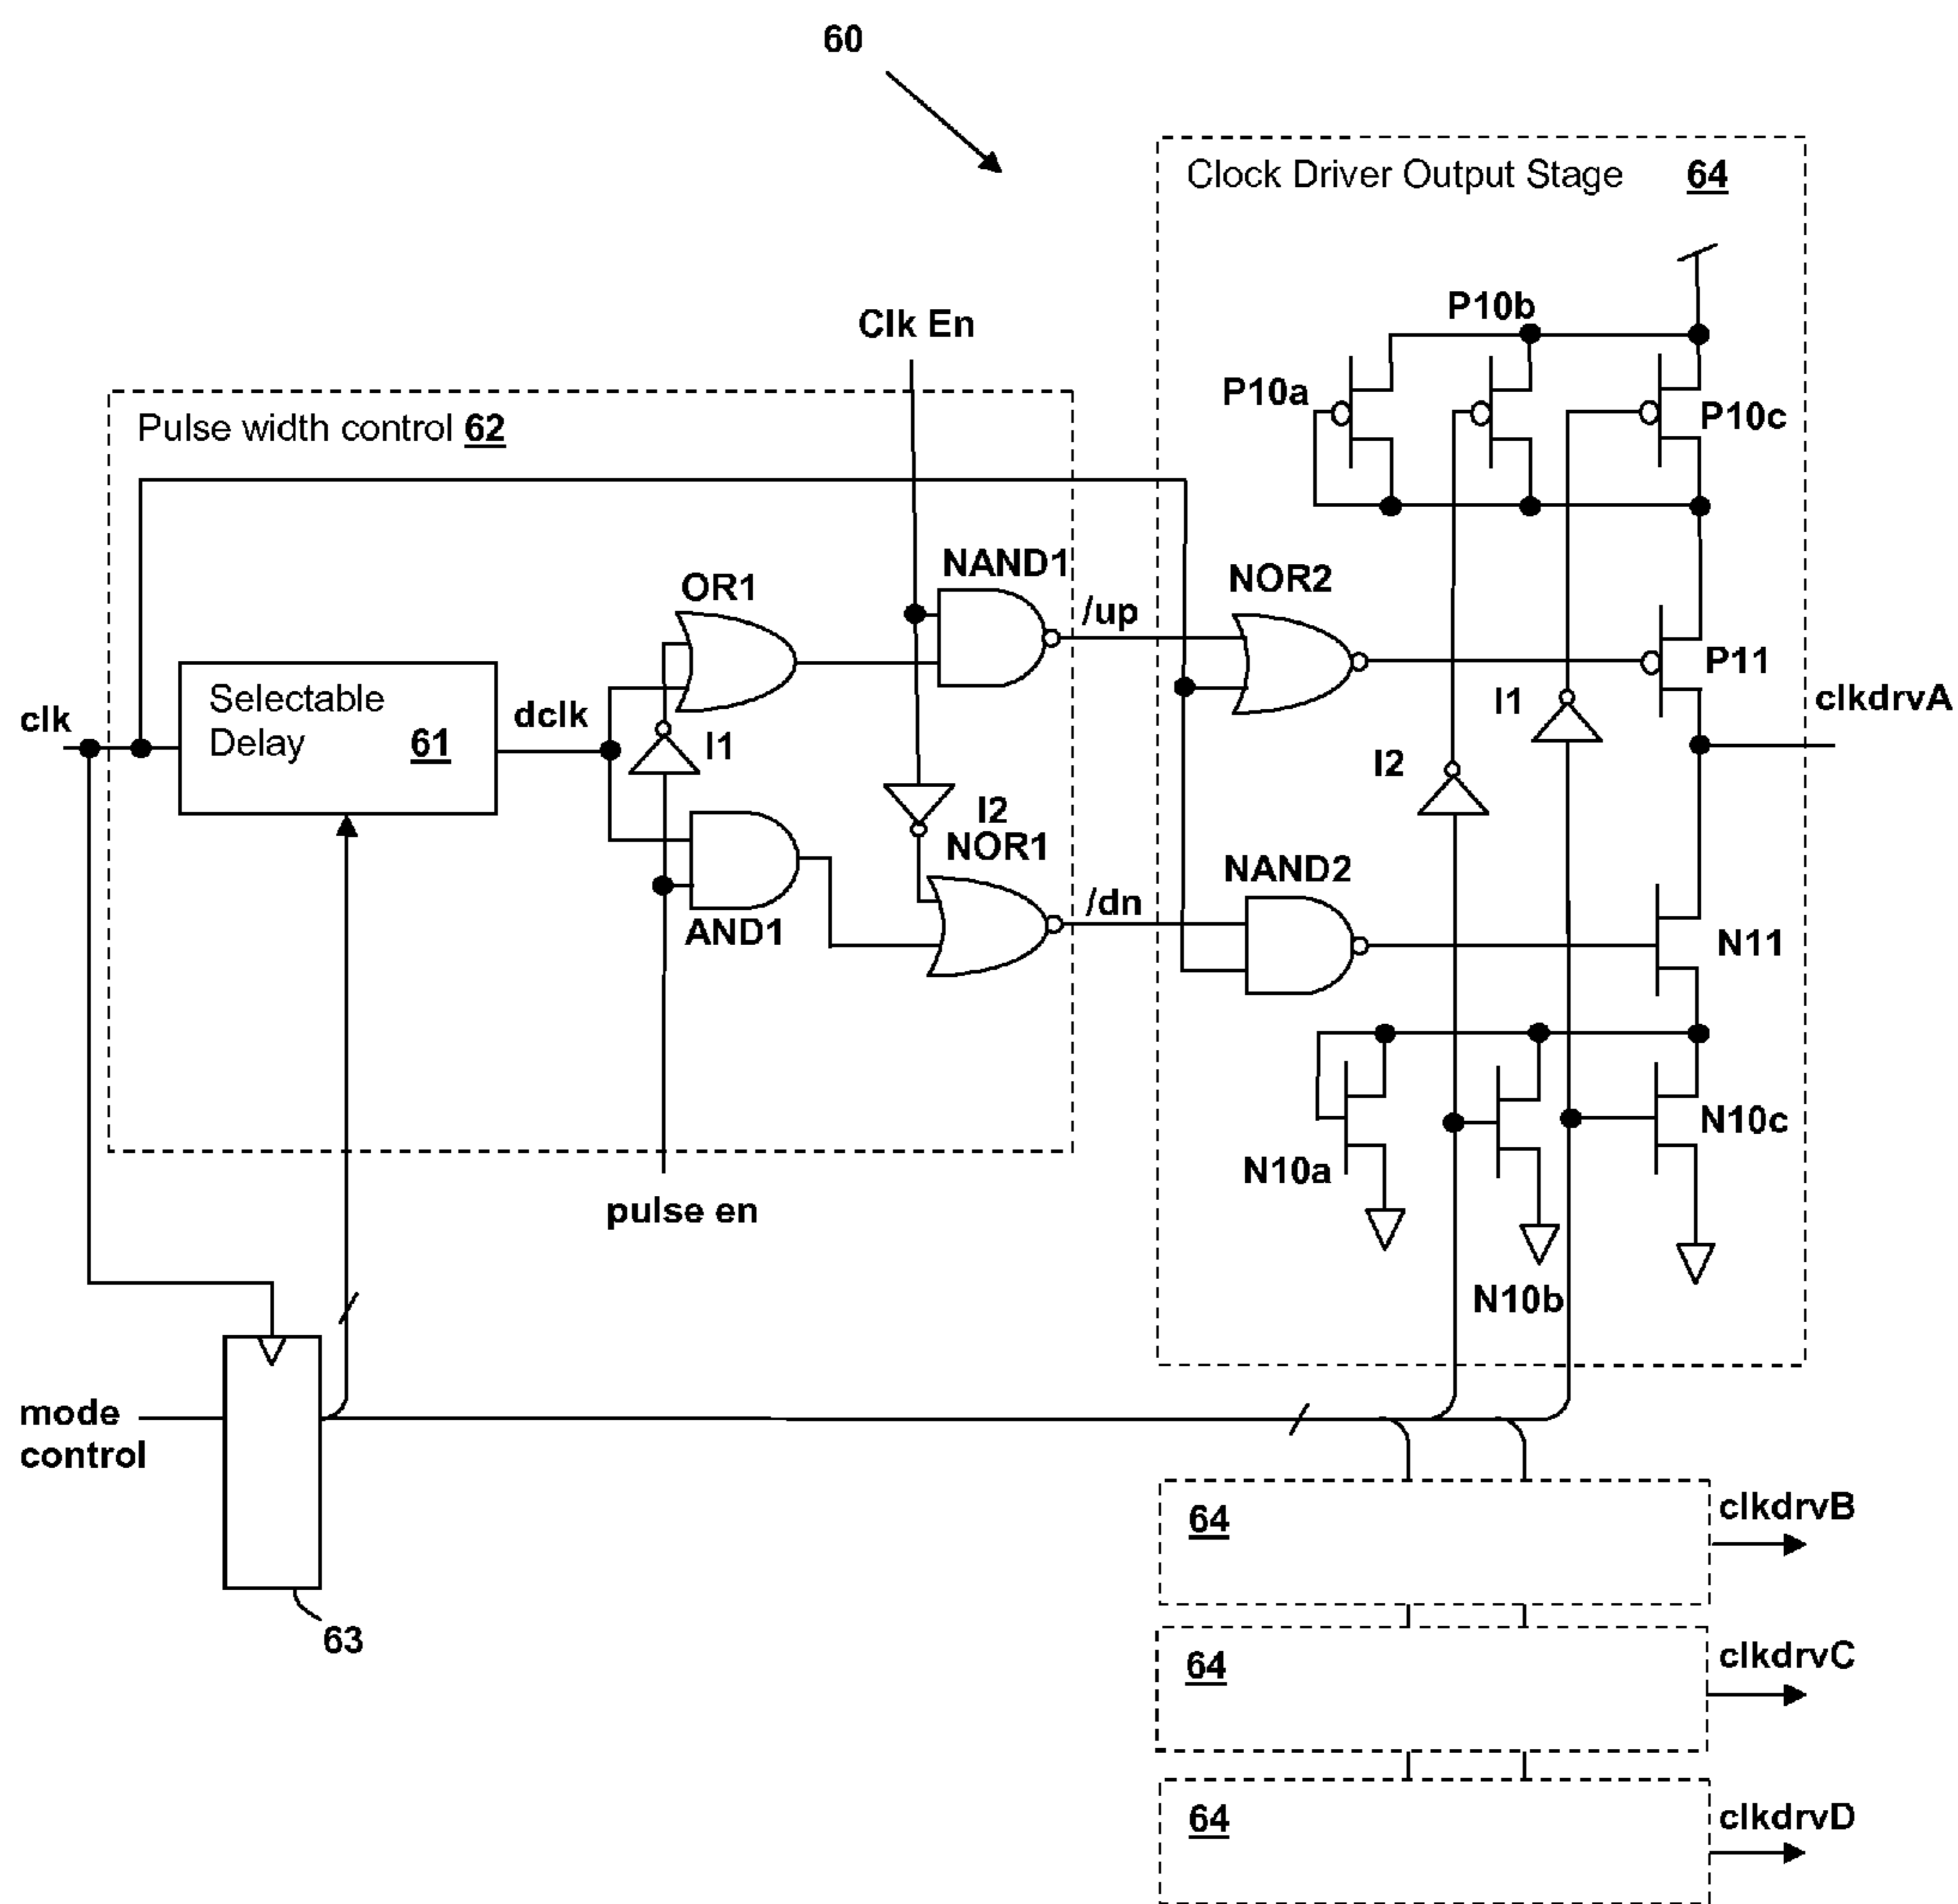 60
Clock Driver Output Stage 64
P10b
Clk En
P10a
P10c
Pulse width control 62
NAND1
OR1
/up
NOR2
P11
Selectable
Delay 61
clk
dclk
I1
I1
clkdrvA
I2
I2
NOR1
NAND2
/dn
AND1
N11
N10c
N10a
pulse en
N10b
mode
control
64
clkdrvB
63
64
clkdrvC
64
clkdrvD